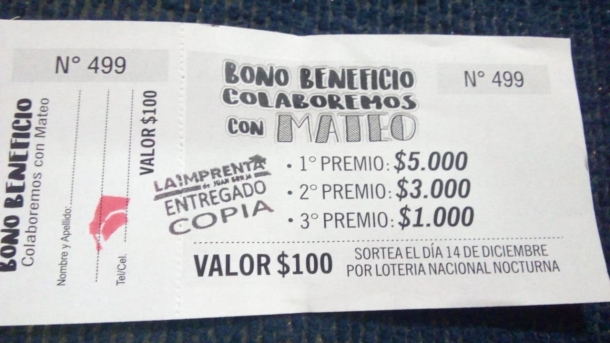 N° 499
BONO BENEFICIO
Colaboremos con Mateo
Nombre y Apellido:
Tel/Cel.
VALOR $100
BONO BENEFICIO
COLABOREMOS
CON MATEO
N° 499
LA IMPRENTA
ENTREGADO
COPIA
• 1° PREMIO: $5.000
• 2° PREMIO: $3.000
• 3° PREMIO: $1.000
VALOR $100
SORTEA EL DÍA 14 DE DICIEMBRE
POR LOTERIA NACIONAL NOCTURNA